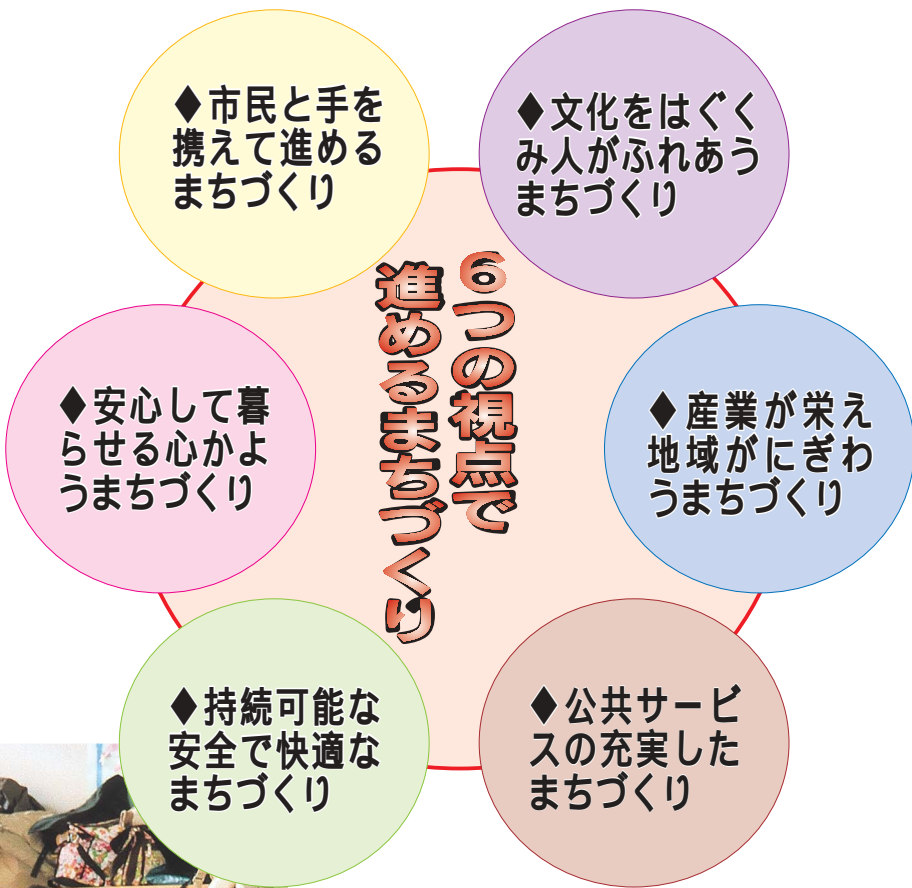 6つの視点で
進めるまちづくり
◆市民と手を
携えて進める
まちづくり
◆文化をはぐく
み人がふれあう
まちづくり
◆安心して暮
らせる心かよ
うまちづくり
◆産業が栄え
地域がにぎわ
うまちづくり
◆持続可能な
安全で快適な
まちづくり
◆公共サービ
スの充実した
まちづくり